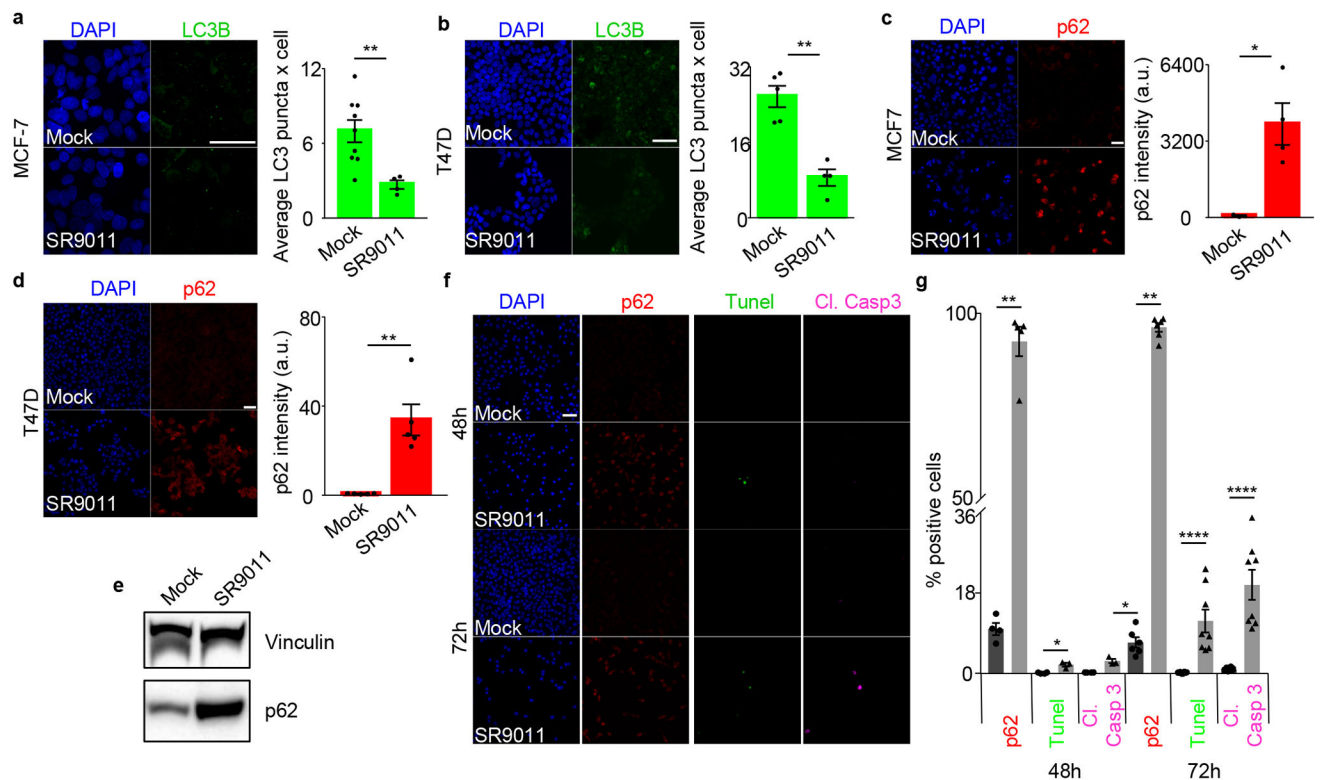 a
DAPI
LC3B
MCF-7
Mock
SR9011
Average LC3 puncta x cell
12
6
0
**
Mock
SR9011
b
DAPI
LC3B
T47D
Mock
SR9011
Average LC3 puncta x cell
32
16
0
**
Mock
SR9011
c
DAPI
p62
MCF7
Mock
SR9011
p62 intensity (a.u.)
6400
3200
0
*
Mock
SR9011
d
DAPI
p62
T47D
Mock
SR9011
p62 intensity (a.u.)
80
40
0
**
Mock
SR9011
e
Mock
SR9011
Vinculin
p62
f
DAPI
p62
Tunel
Cl. Casp3
48h
Mock
SR9011
72h
Mock
SR9011
g
% positive cells
100
50
36
18
0
**
*
*
**
****
****
p62
Tunel
Cl.
Casp 3
p62
Tunel
Cl.
Casp 3
48h
72h